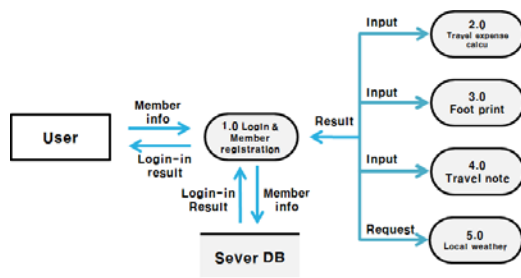 Input
2.0
Travel expense
calcu
Input
3.0
Foot print
Member
info
User
1.0 Login &
Member
registration
Result
Login-in
result
Input
4.0
Travel note
Login-in
Result
Member
info
Request
5.0
Local weather
Sever DB